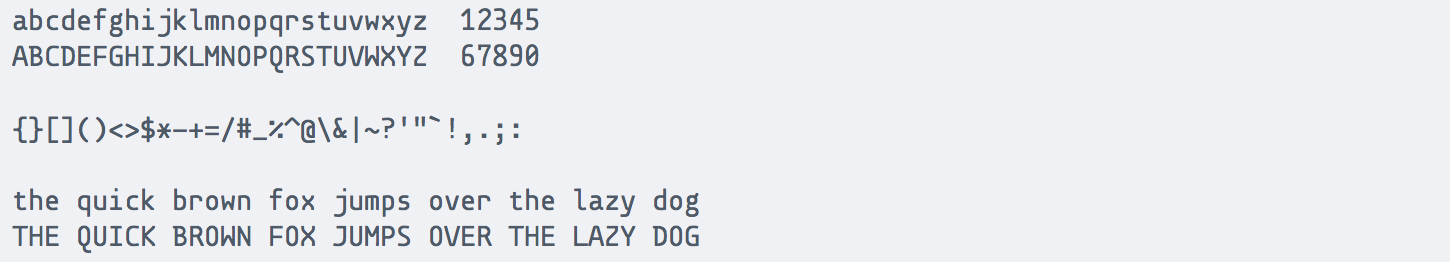 abcdefghijklmnopqrstuvwxyz  12345
ABCDEFGHIJKLMNOPQRSTUVWXYZ  67890
{}[]()<>$*-+=/#_%^@\&|~?'"`!,.;:
the quick brown fox jumps over the lazy dog
THE QUICK BROWN FOX JUMPS OVER THE LAZY DOG